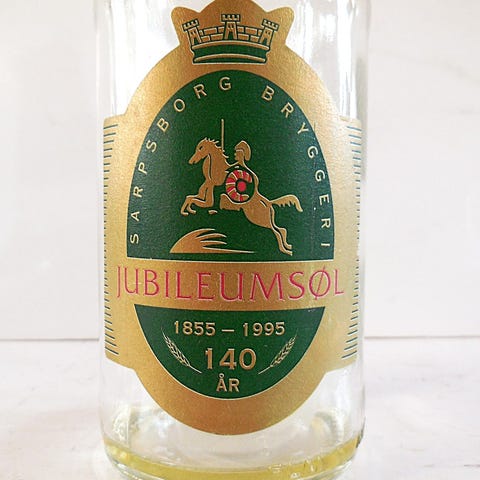 SARPSBORG BRYGGERI
JUBILEUMSØL
1855 – 1995
140
ÅR